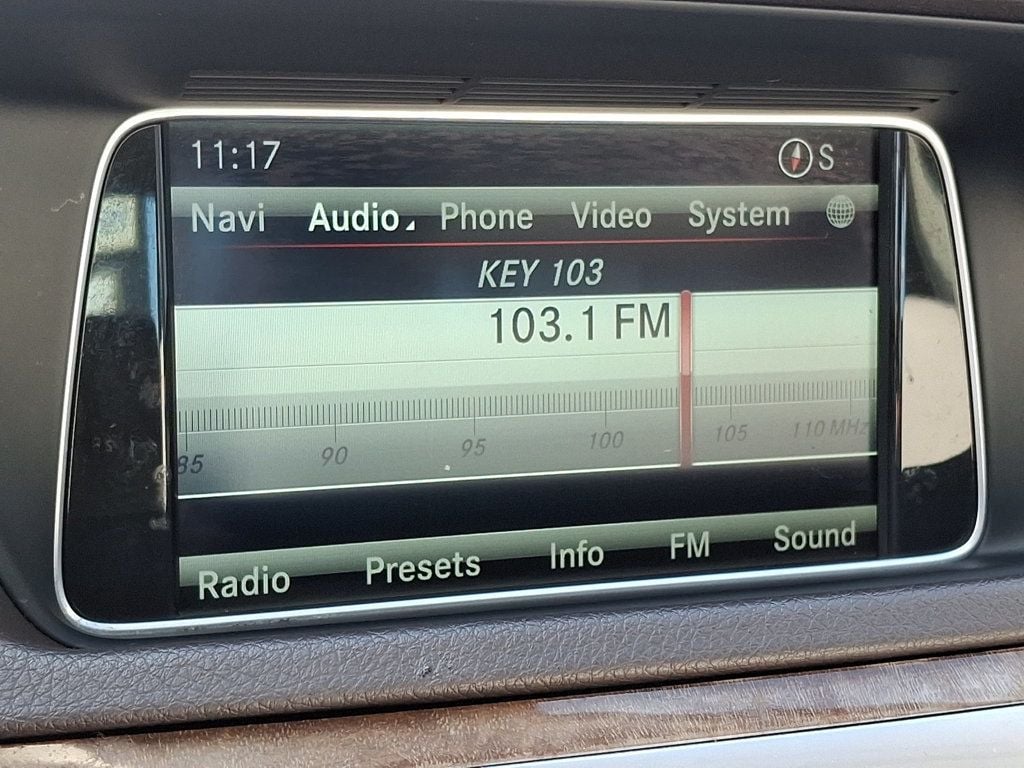 11:17 S
Navi Audio Phone Video System
KEY 103
103.1 FM
85 90 95 100 105 110 MHz
Radio Presets Info FM Sound